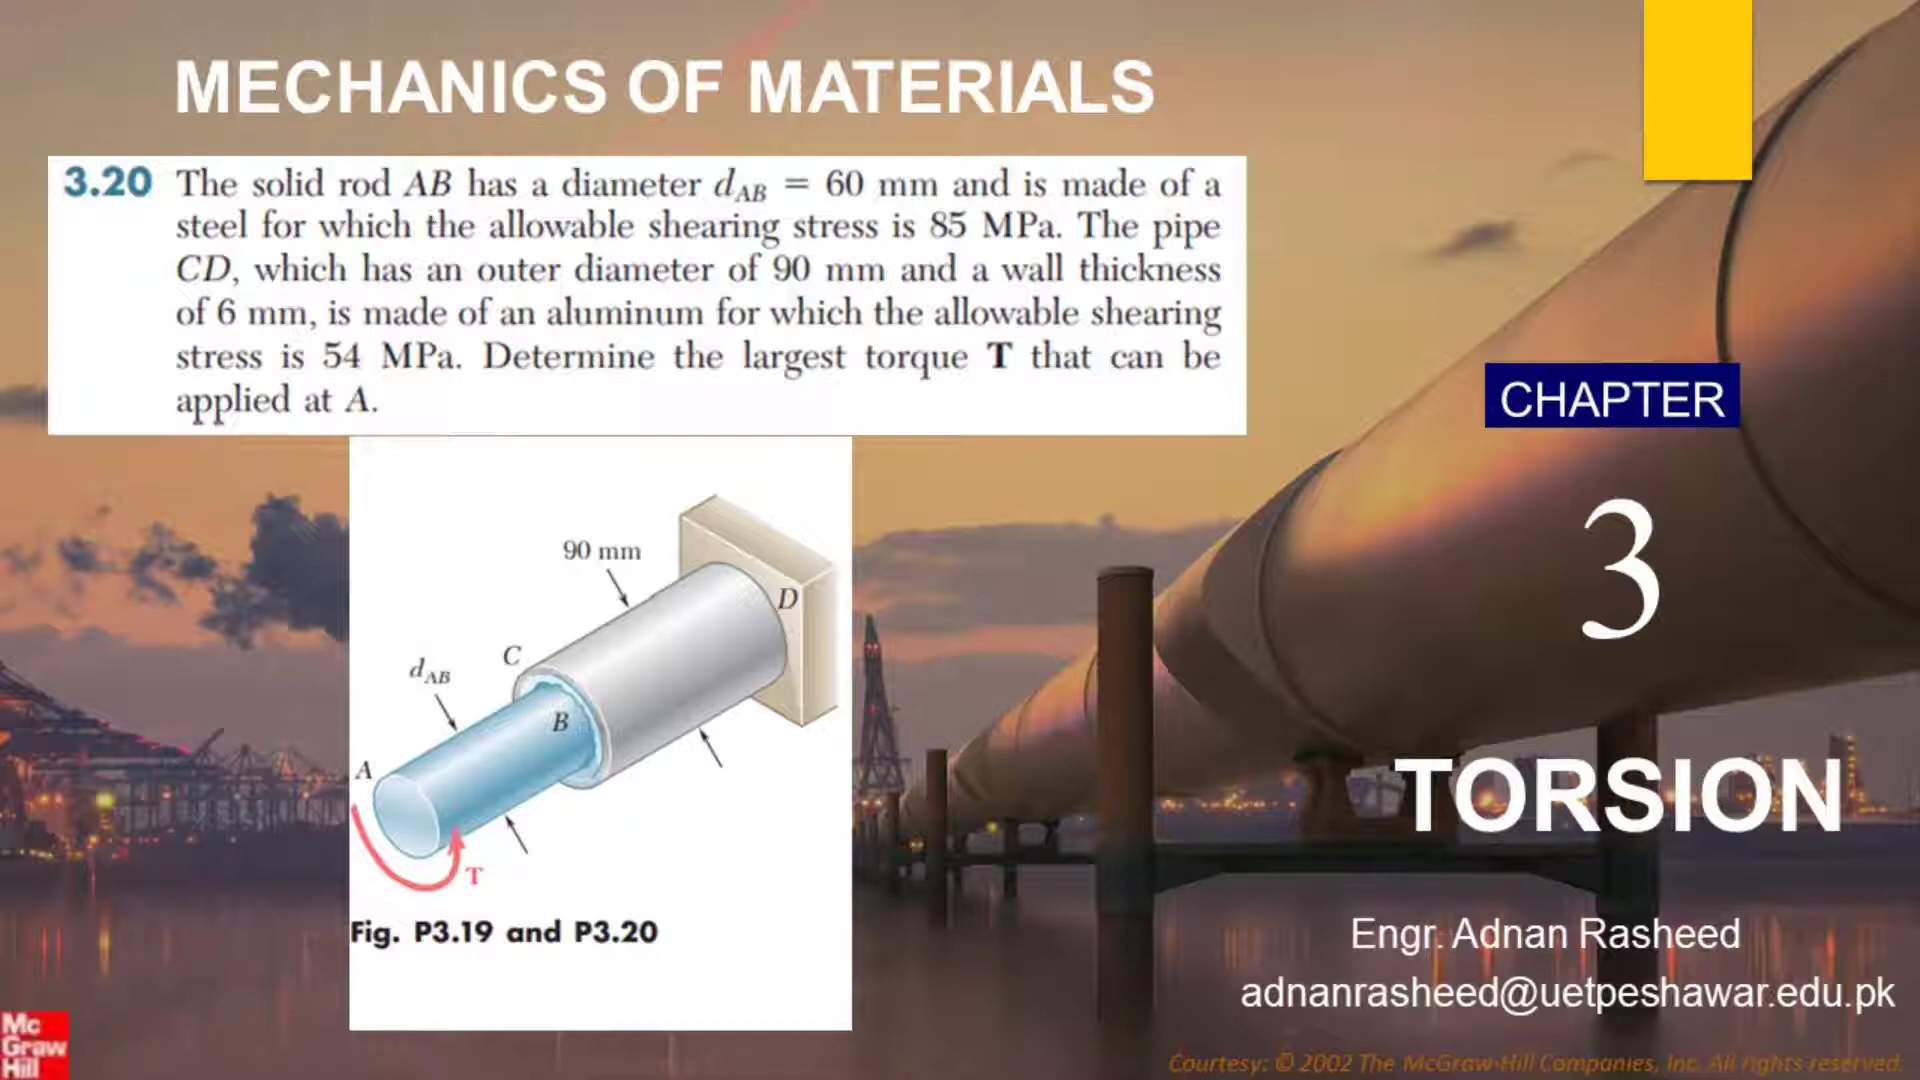 MECHANICS OF MATERIALS
3.20 The solid rod AB has a diameter dAB = 60 mm and is made of a
steel for which the allowable shearing stress is 85 MPa. The pipe
CD, which has an outer diameter of 90 mm and a wall thickness
of 6 mm, is made of an aluminum for which the allowable shearing
stress is 54 MPa. Determine the largest torque T that can be
applied at A.
CHAPTER
3
TORSION
90 mm
D
C
dAB
B
A
T
Fig. P3.19 and P3.20
Engr. Adnan Rasheed
adnanrasheed@uetpeshawar.edu.pk
Mc
Graw
Hill
Courtesy: © 2002 The McGraw-Hill Companies, Inc. All rights reserved.